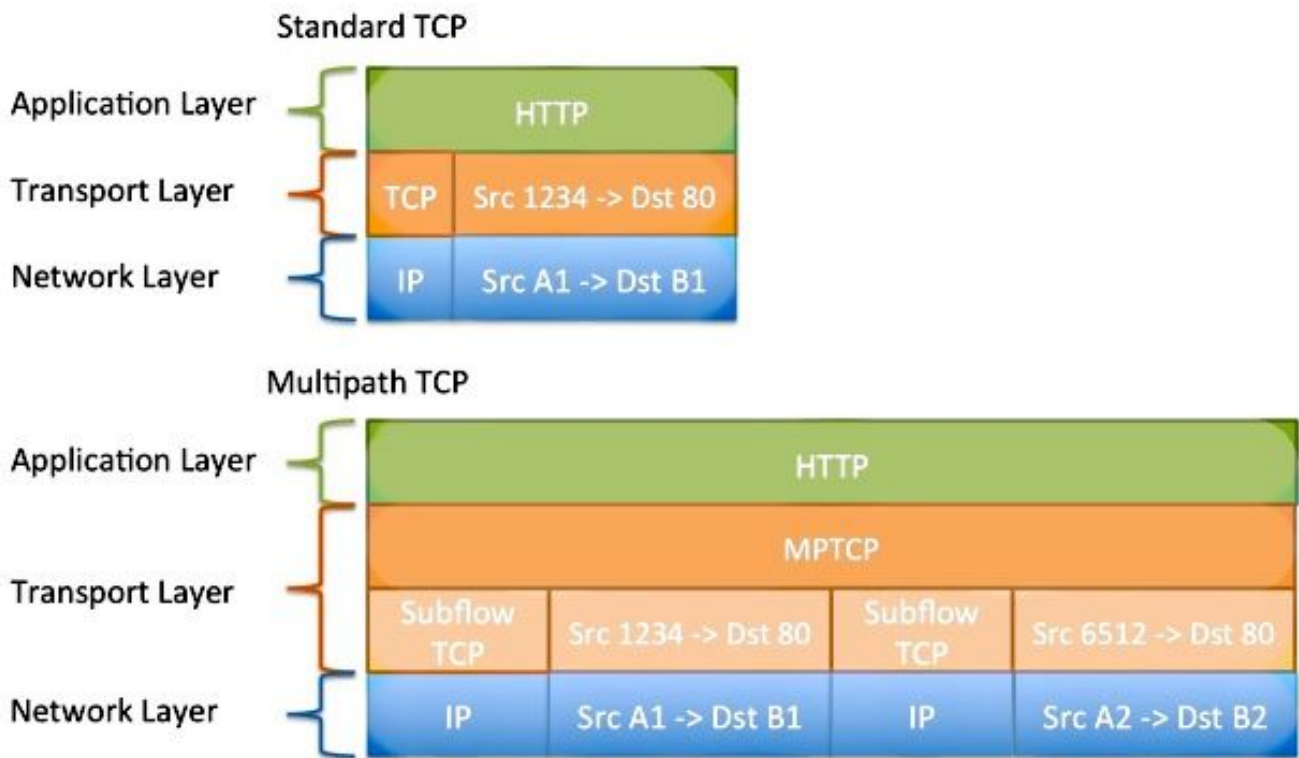 Standard TCP
Application Layer
HTTP
Transport Layer
TCP
Src 1234 -> Dst 80
Network Layer
IP
Src A1 -> Dst B1
Multipath TCP
Application Layer
HTTP
Transport Layer
MPTCP
Subflow
TCP
Src 1234 -> Dst 80
Subflow
TCP
Src 6512 -> Dst 80
Network Layer
IP
Src A1 -> Dst B1
IP
Src A2 -> Dst B2